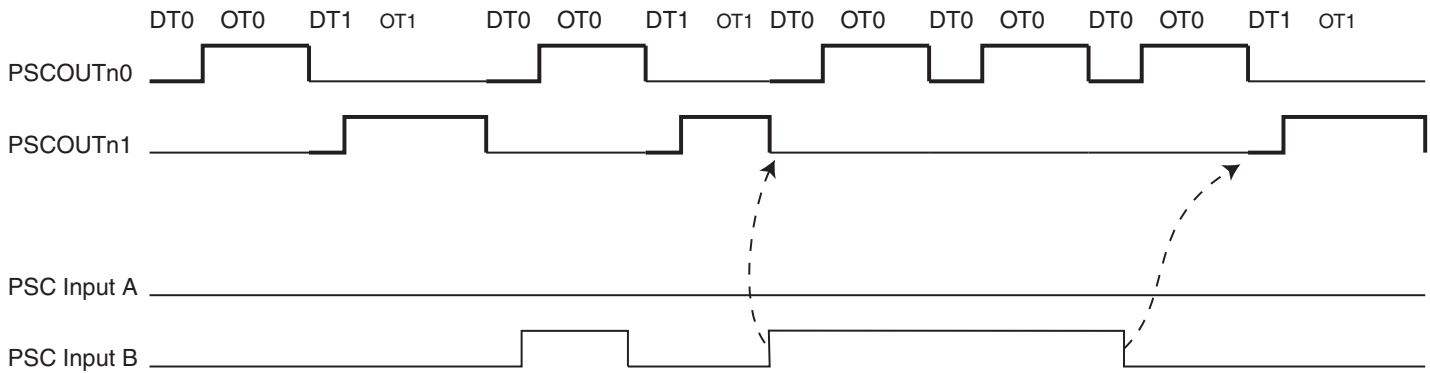 DT0 OT0 DT1 OT1 DT0 OT0 DT1 OT1 DT0 OT0 DT0 OT0 DT0 OT0 DT1 OT1
PSCOUTn0
PSCOUTn1
PSC Input A
PSC Input B